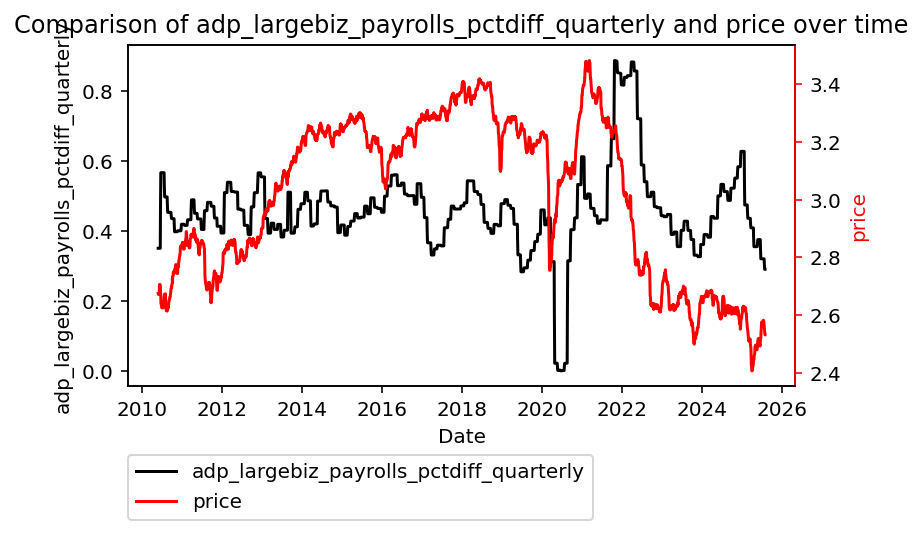 Comparison of adp_largebiz_payrolls_pctdiff_quarterly and price over time
adp_largebiz_payrolls_pctdiff_quarterly
0.8
0.6
0.4
0.2
0.0
3.4
3.2
3.0
2.8
2.6
2.4
price
2010 2012 2014 2016 2018 2020 2022 2024 2026
Date
adp_largebiz_payrolls_pctdiff_quarterly
price